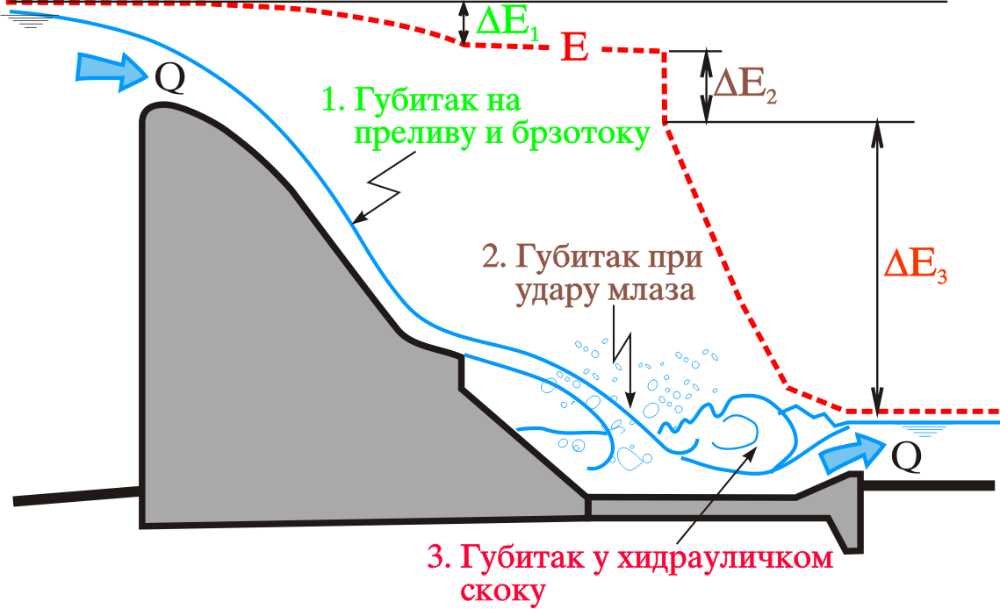 ΔE₁
E
Q
ΔE₂
1. Губитак на
преливу и брзотоку
2. Губитак при
удару млаза
ΔE₃
Q
3. Губитак у хидрауличком
скоку